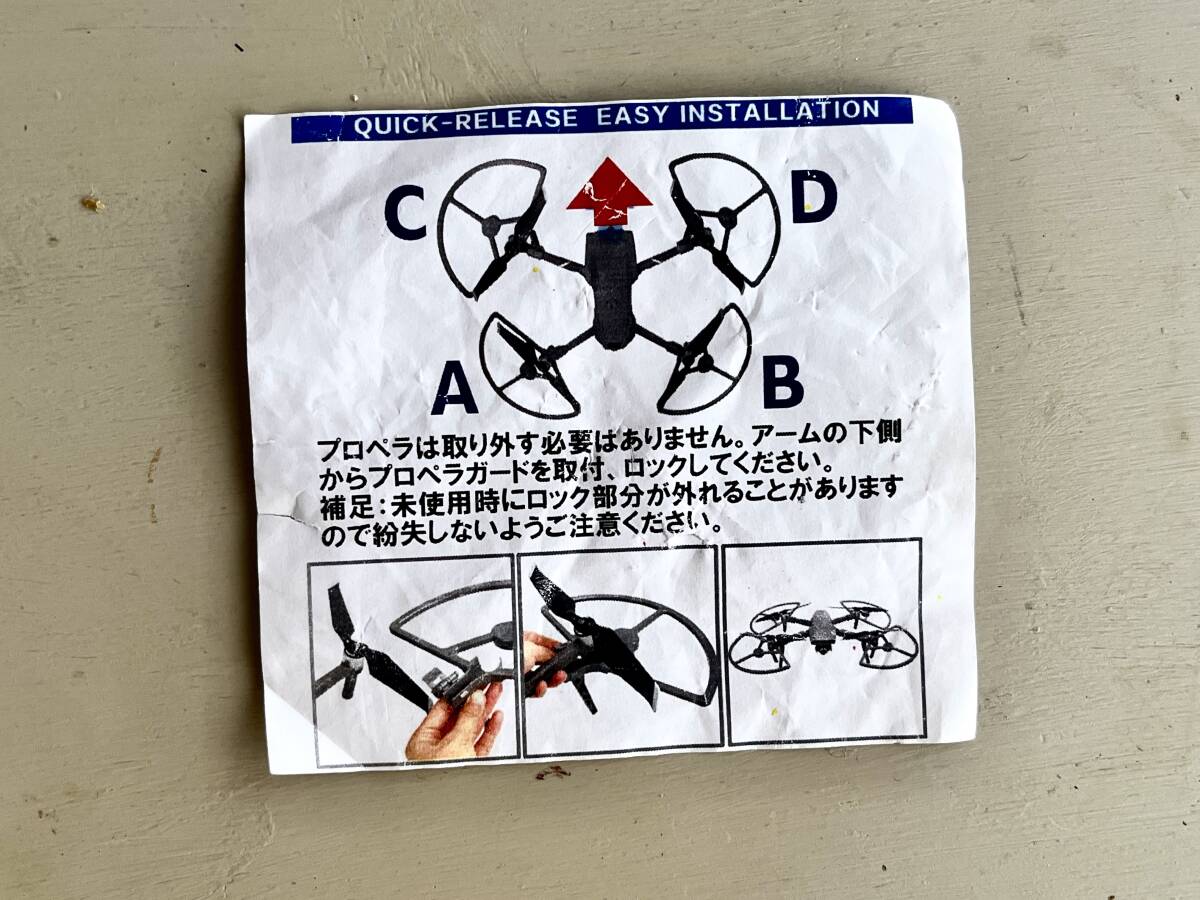 QUICK-RELEASE EASY INSTALLATION
C
D
A
B
プロペラは取り外す必要はありません。アームの下側
からプロペラガードを取付、ロックしてください。
補足:未使用時にロック部分が外れることがあります
ので紛失しないようご注意ください。